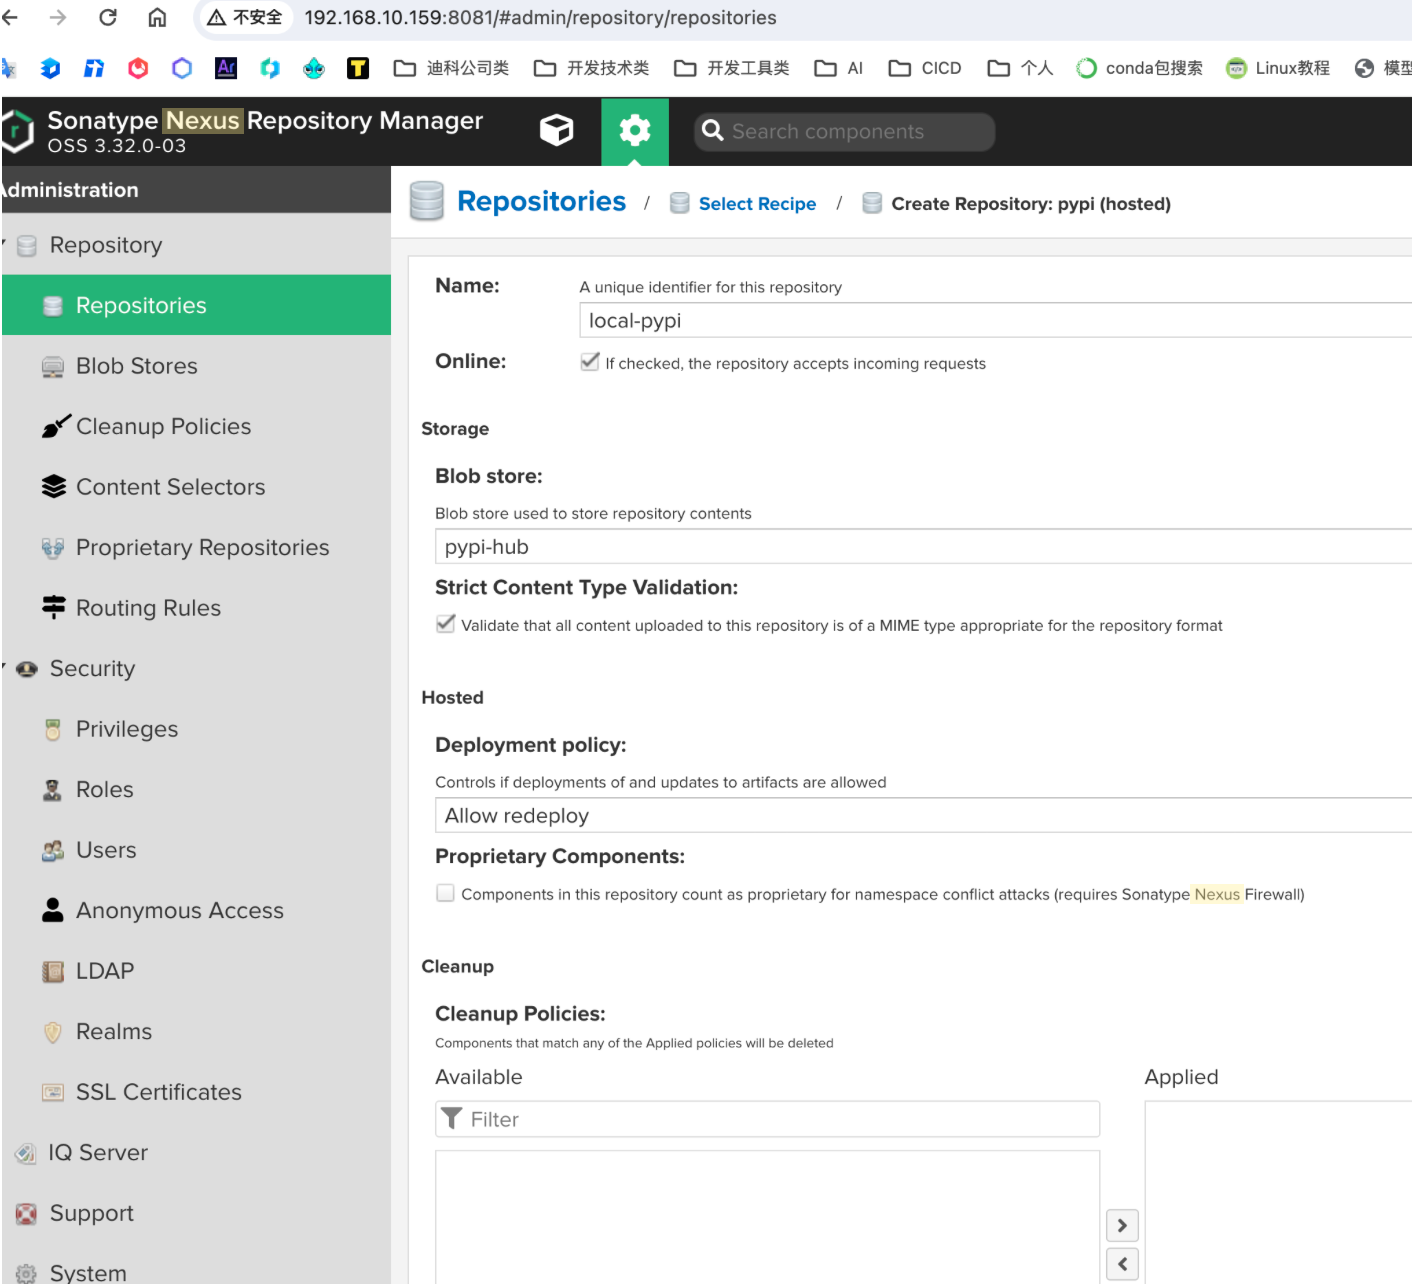 不安全 192.168.10.159:8081/#admin/repository/repositories
迪科公司类 开发技术类 开发工具类 AI CICD 个人 conda包搜索 Linux教程
Sonatype Nexus Repository Manager
OSS 3.32.0-03
Search components
Administration
Repositories / Select Recipe / Create Repository: pypi (hosted)
Repository
Repositories
Blob Stores
Cleanup Policies
Content Selectors
Proprietary Repositories
Routing Rules
Security
Privileges
Roles
Users
Anonymous Access
LDAP
Realms
SSL Certificates
IQ Server
Support
System
Name:
A unique identifier for this repository
local-pypi
Online:
If checked, the repository accepts incoming requests
Storage
Blob store:
Blob store used to store repository contents
pypi-hub
Strict Content Type Validation:
Validate that all content uploaded to this repository is of a MIME type appropriate for the repository format
Hosted
Deployment policy:
Controls if deployments of and updates to artifacts are allowed
Allow redeploy
Proprietary Components:
Components in this repository count as proprietary for namespace conflict attacks (requires Sonatype Nexus Firewall)
Cleanup
Cleanup Policies:
Components that match any of the Applied policies will be deleted
Available
Applied
Filter